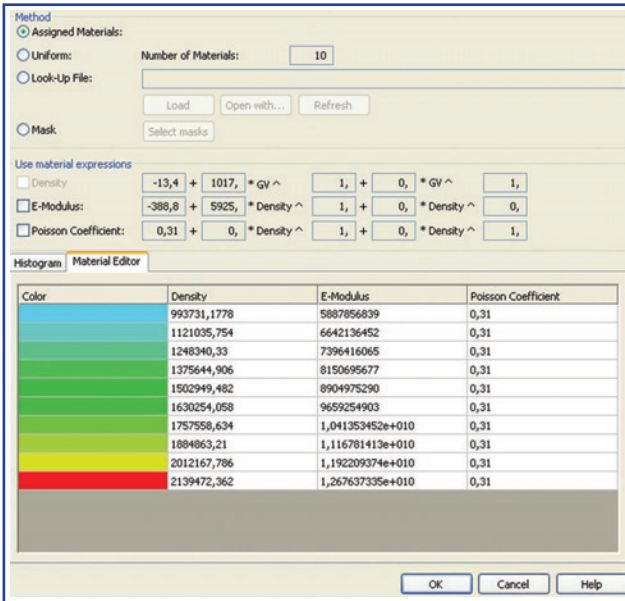 Method
Assigned Materials:
Uniform: Number of Materials: 10
Look-Up File:
Load Open with... Refresh
Mask Select masks
Use material expressions
Density -13,4 + 1017, * GV ^ 1, + 0, * GV ^ 1,
E-Modulus: -388,8 + 5925, * Density ^ 1, + 0, * Density ^ 0,
Poisson Coefficient: 0,31 + 0, * Density ^ 1, + 0, * Density ^ 1,
Histogram Material Editor
Color Density E-Modulus Poisson Coefficient
993731,1778 5887856839 0,31
1121035,754 6642136452 0,31
1248340,33 7396416065 0,31
1375644,906 8150695677 0,31
1502949,482 8904975290 0,31
1630254,058 9659254903 0,31
1757558,634 1,041353452e+010 0,31
1884863,21 1,116781413e+010 0,31
2012167,786 1,192209374e+010 0,31
2139472,362 1,267637335e+010 0,31
OK Cancel Help